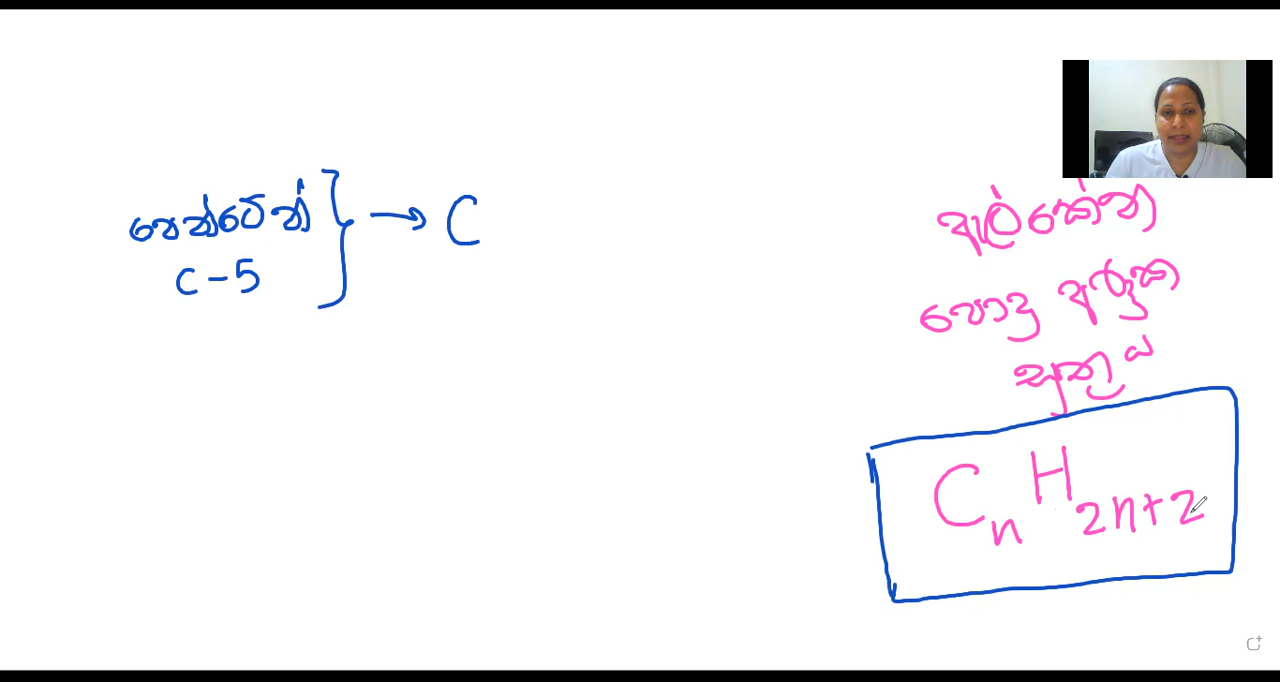 පෙන්ටේන්
C-5
} → C
ඇල්කේන
පොදු අණුක
සූත්‍රය
CnH2n+2